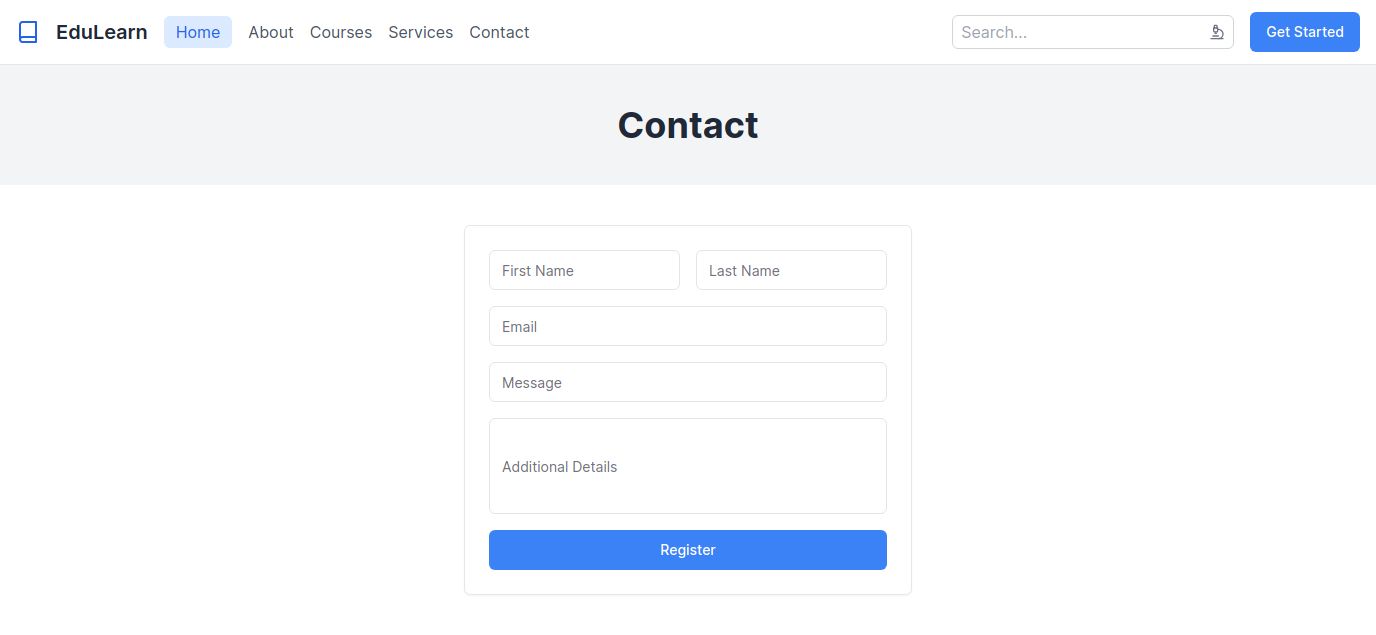 EduLearn Home About Courses Services Contact Search... Get Started
Contact
First Name Last Name
Email
Message
Additional Details
Register